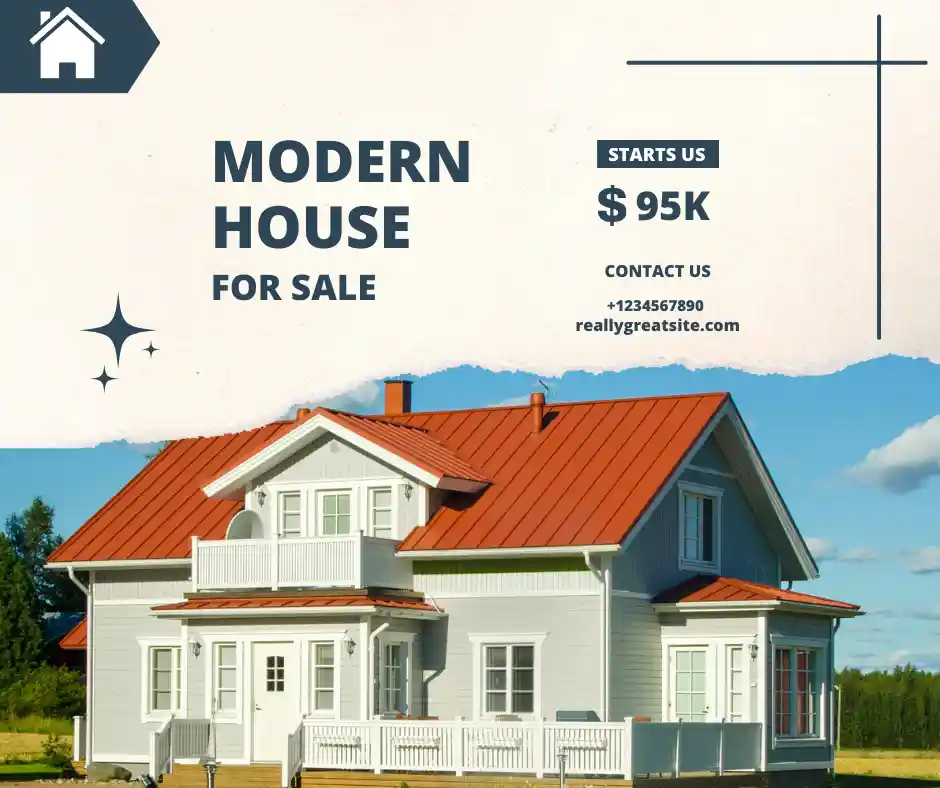 MODERN
HOUSE
FOR SALE
STARTS US
$ 95K
CONTACT US
+1234567890
reallygreatsite.com